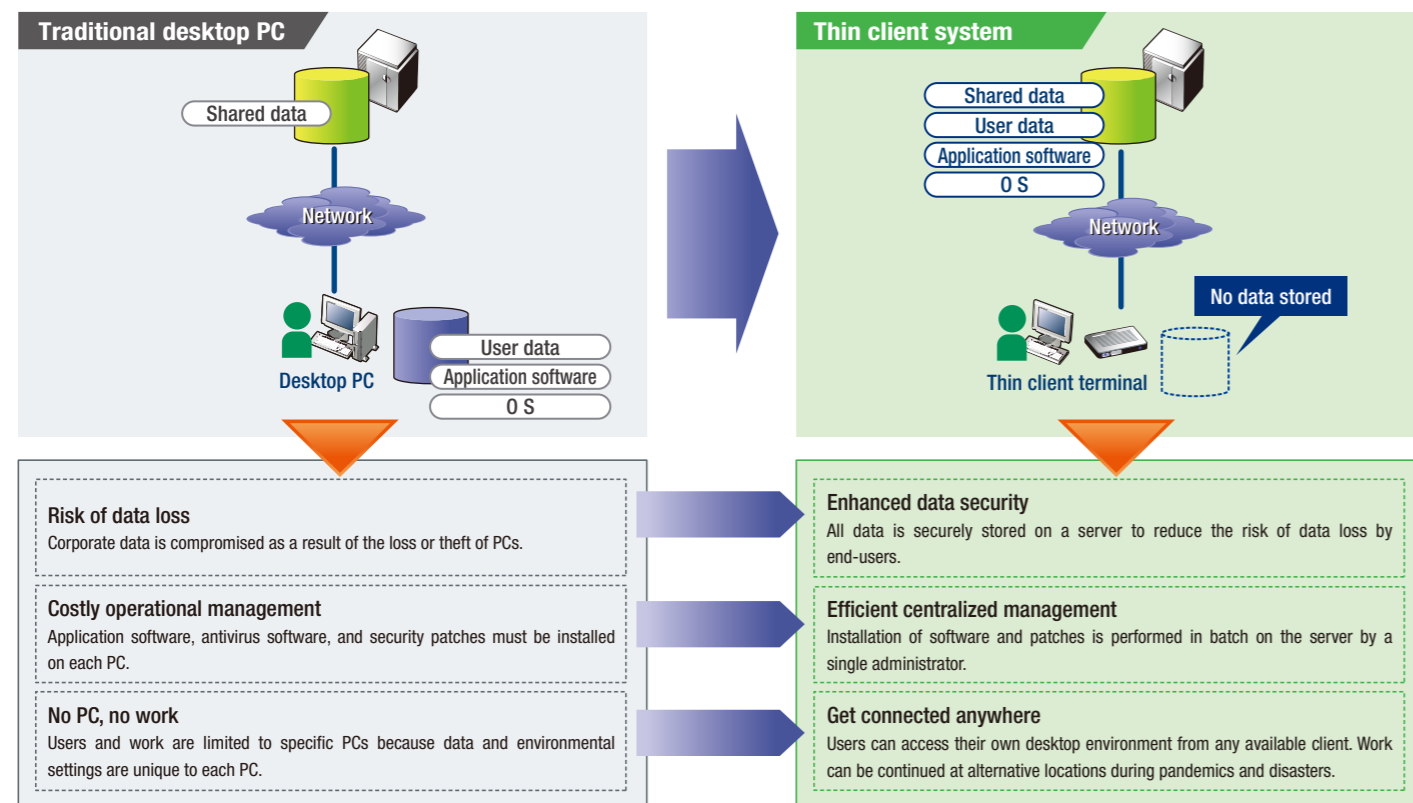 Traditional desktop PC
Shared data
Network
Desktop PC
User data
Application software
O S
Thin client system
Shared data
User data
Application software
O S
Network
No data stored
Thin client terminal
Risk of data loss
Corporate data is compromised as a result of the loss or theft of PCs.
Costly operational management
Application software, antivirus software, and security patches must be installed
on each PC.
No PC, no work
Users and work are limited to specific PCs because data and environmental
settings are unique to each PC.
Enhanced data security
All data is securely stored on a server to reduce the risk of data loss by
end-users.
Efficient centralized management
Installation of software and patches is performed in batch on the server by a
single administrator.
Get connected anywhere
Users can access their own desktop environment from any available client. Work
can be continued at alternative locations during pandemics and disasters.